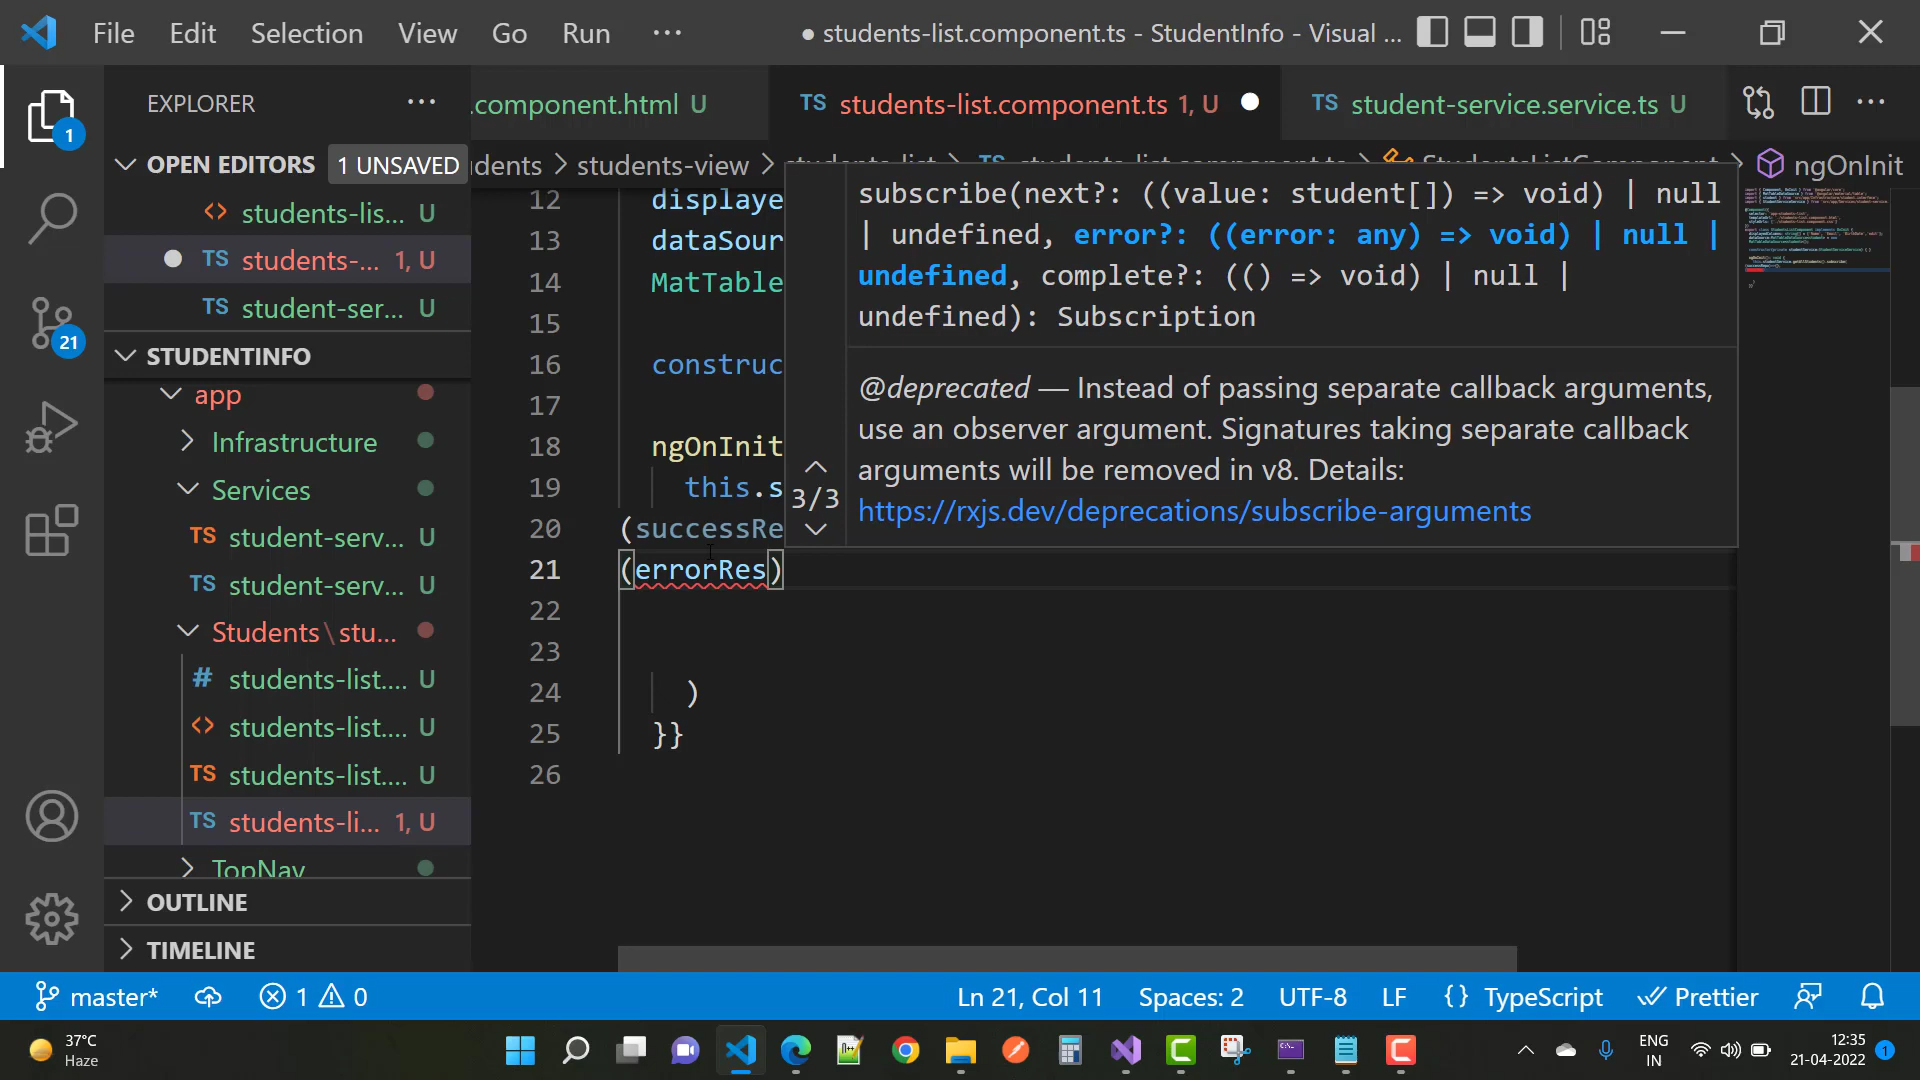 File Edit Selection View Go Run ··· ● students-list.component.ts - StudentInfo - Visual ...
EXPLORER ···
.component.html U
TS students-list.component.ts 1, U
TS student-service.service.ts U
OPEN EDITORS 1 UNSAVED
dents > students-view >
ngOnInit
<> students-lis... U
TS students-... 1, U
TS student-ser... U
STUDENTINFO
app
Infrastructure
Services
TS student-serv... U
TS student-serv... U
Students\stu...
# students-list.... U
<> students-list.... U
TS students-list.... U
TS students-li... 1, U
TopNav
OUTLINE
TIMELINE
12 displaye
13 dataSour
14 MatTable
15
16 construc
17
18 ngOnInit
19 this.s
20 (successRe
21 (errorRes)
22
23
24 )
25 }}
26
subscribe(next?: ((value: student[]) => void) | null
| undefined, error?: ((error: any) => void) | null |
undefined, complete?: (() => void) | null |
undefined): Subscription
3/3
@deprecated — Instead of passing separate callback arguments,
use an observer argument. Signatures taking separate callback
arguments will be removed in v8. Details:
https://rxjs.dev/deprecations/subscribe-arguments
1
21
master* 1 0 Ln 21, Col 11 Spaces: 2 UTF-8 LF {} TypeScript Prettier
37°C
Haze
ENG
IN
12:35
21-04-2022
1